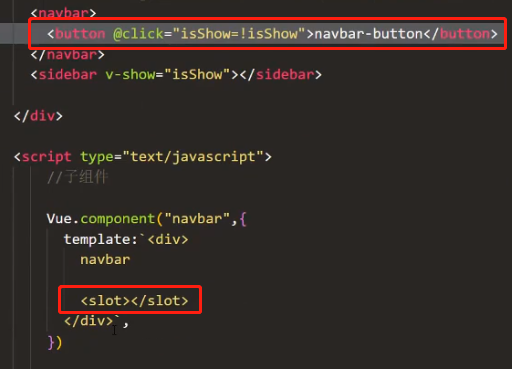 <navbar>
<button @click="isShow=!isShow">navbar-button</button>
</navbar>
<sidebar v-show="isShow"></sidebar>
</div>
<script type="text/javascript">
//子组件
Vue.component("navbar",{
template:`<div>
navbar
<slot></slot>
</div>`,
})